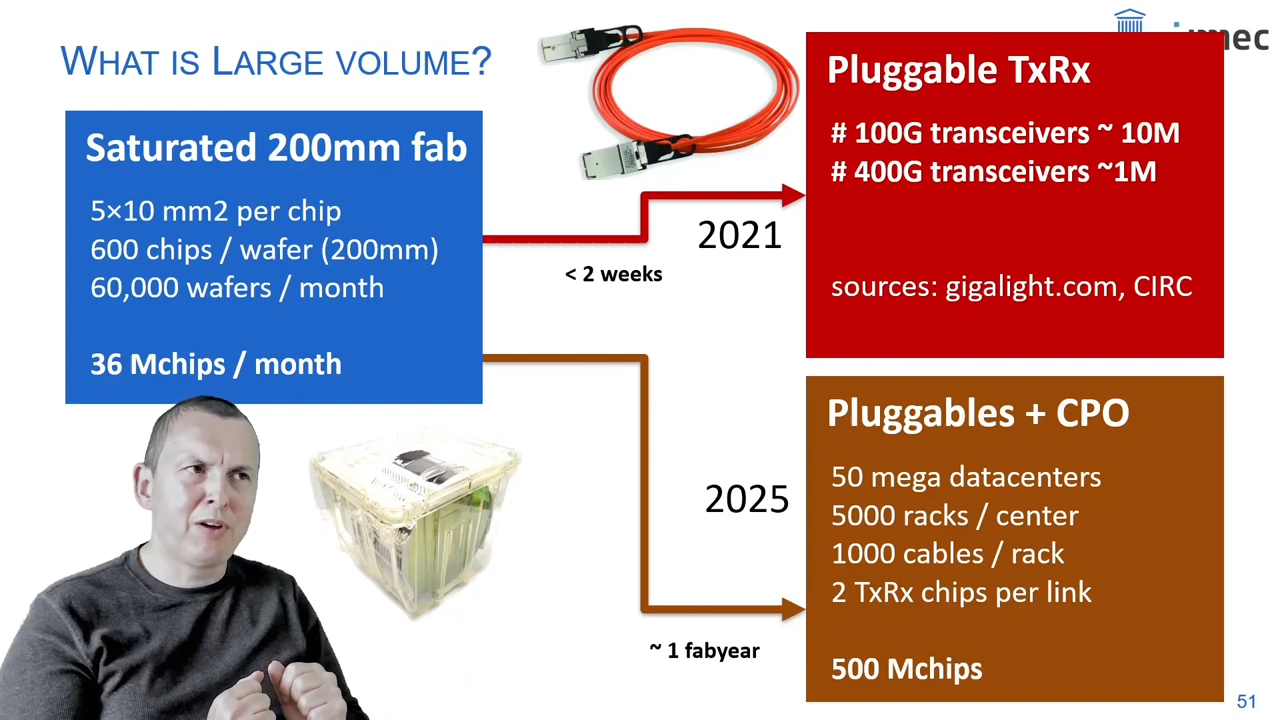 WHAT IS LARGE VOLUME?
Saturated 200mm fab
5×10 mm2 per chip
600 chips / wafer (200mm)
60,000 wafers / month
36 Mchips / month
< 2 weeks
2021
Pluggable TxRx
# 100G transceivers ~ 10M
# 400G transceivers ~1M
sources: gigalight.com, CIRC
2025
~ 1 fabyear
Pluggables + CPO
50 mega datacenters
5000 racks / center
1000 cables / rack
2 TxRx chips per link
500 Mchips
51